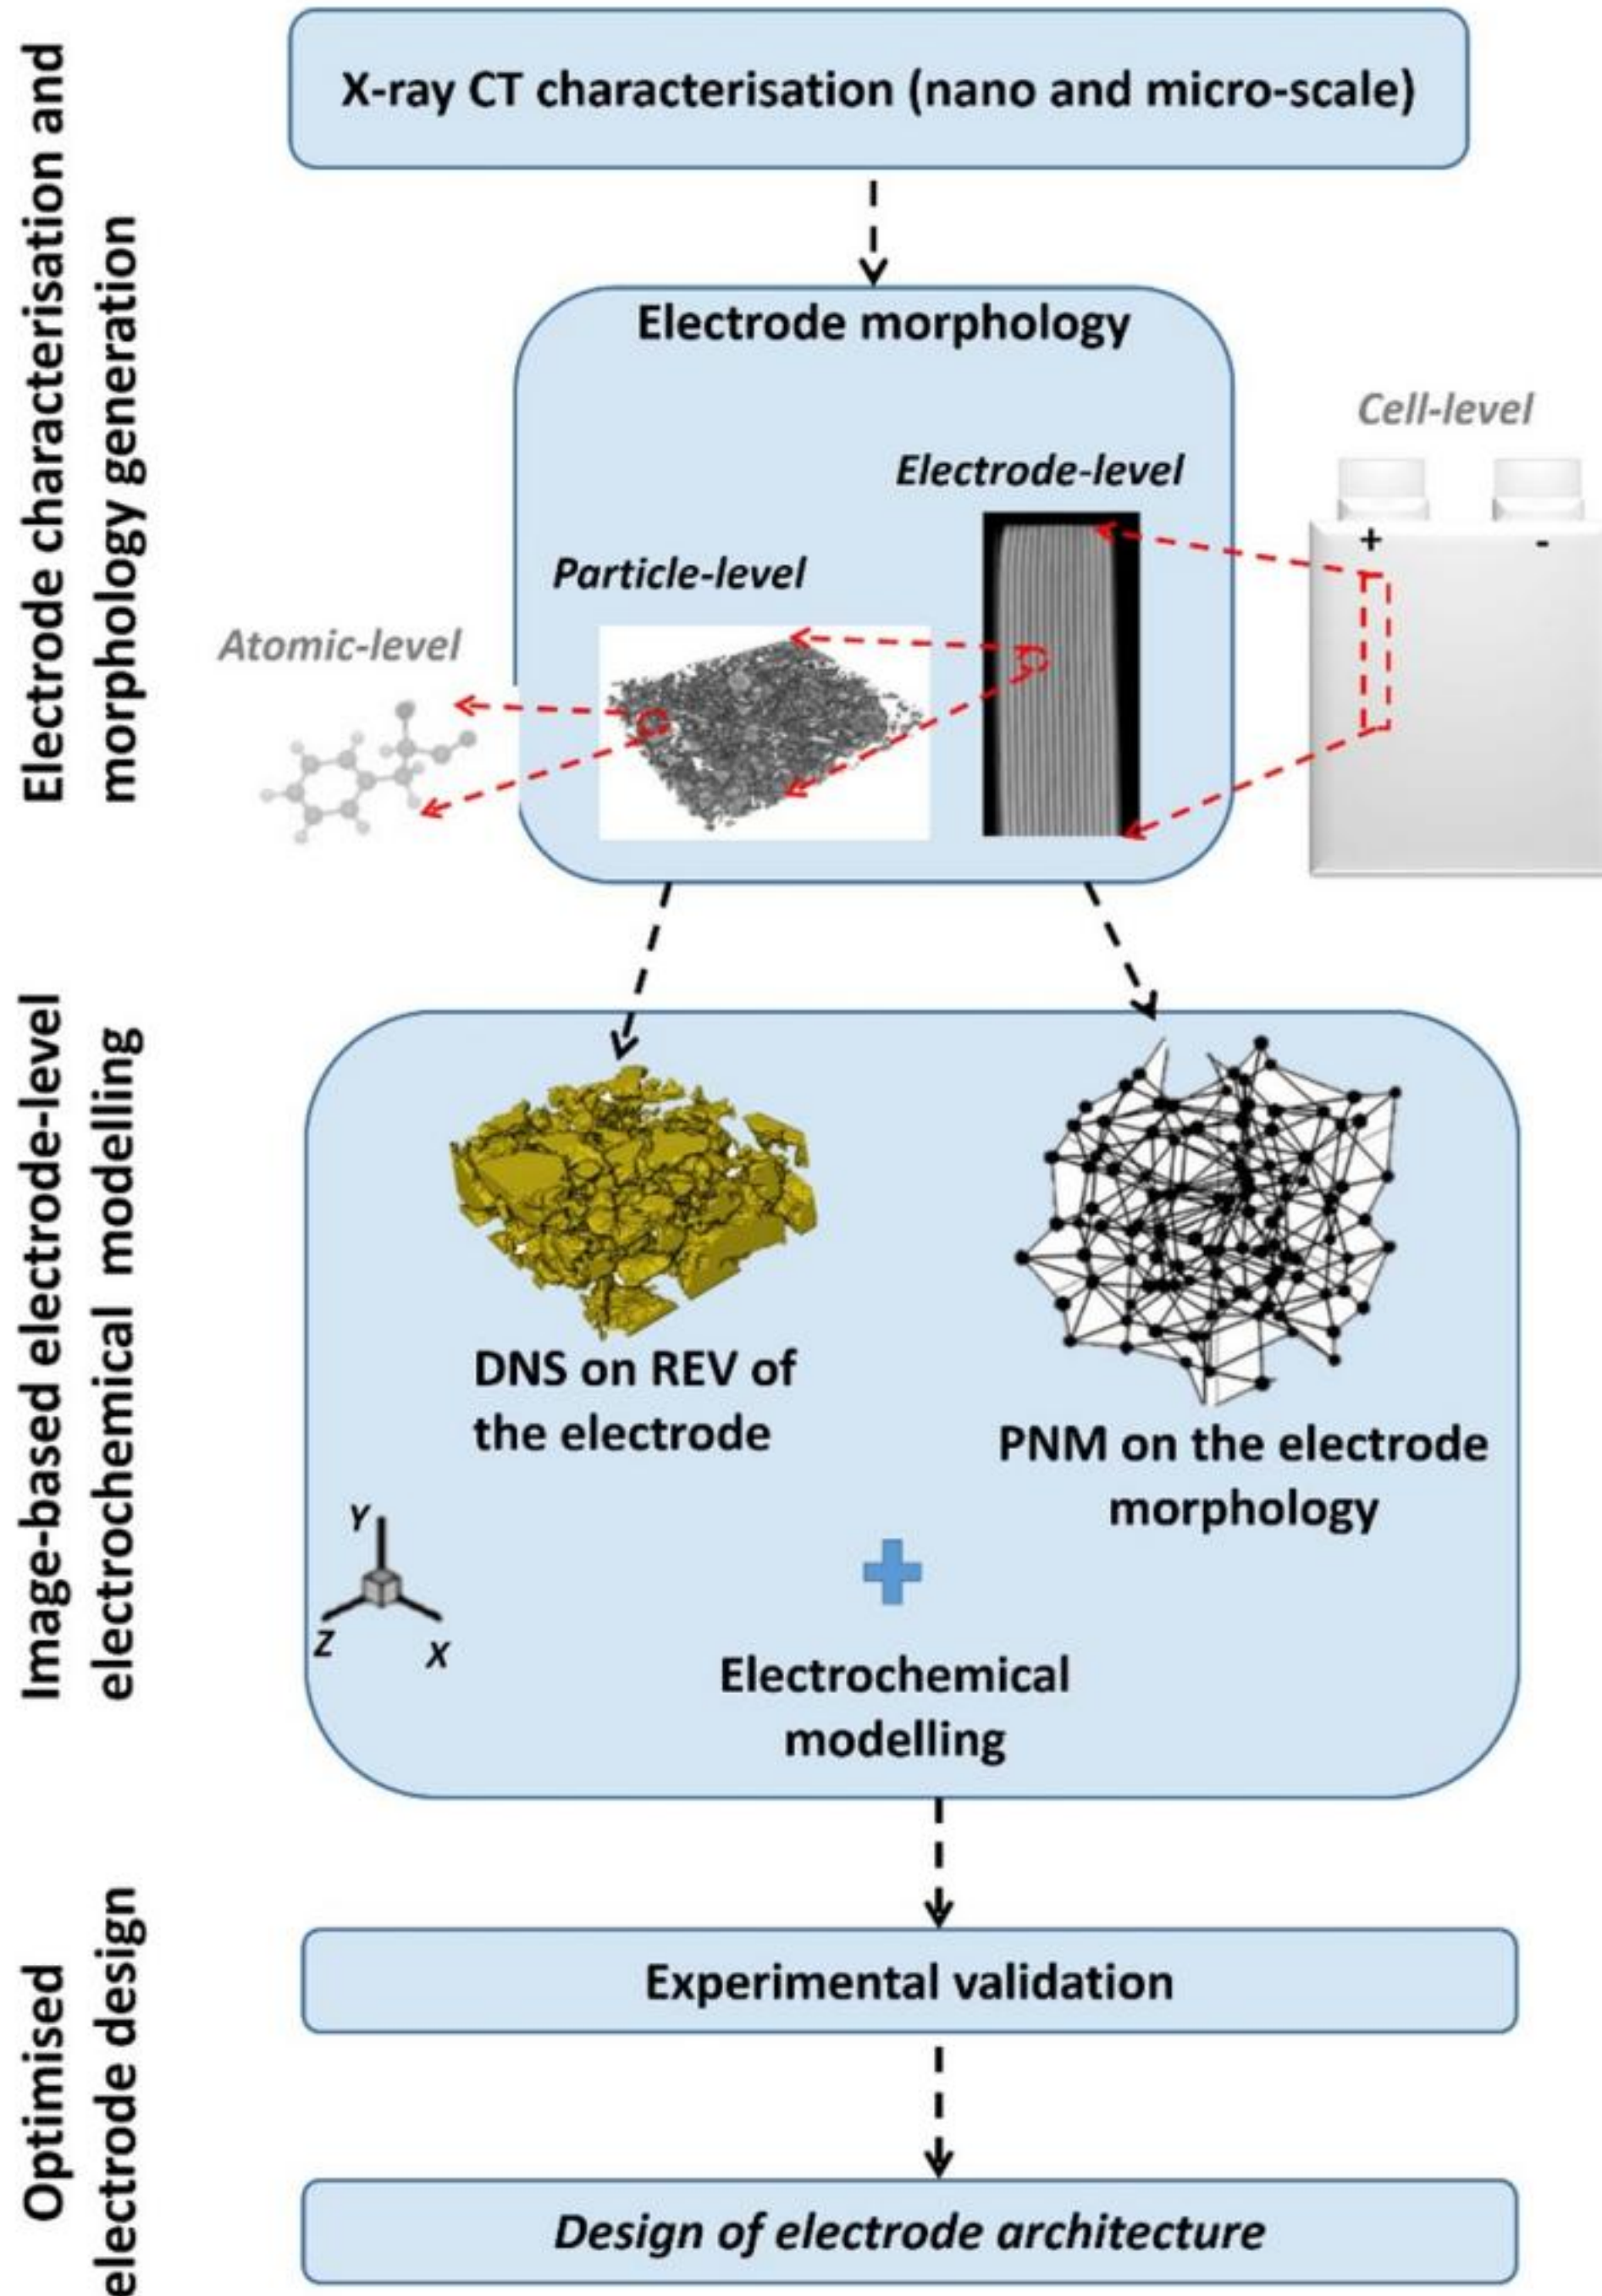 Electrode characterisation and
morphology generation
X-ray CT characterisation (nano and micro-scale)
Electrode morphology
Cell-level
Electrode-level
+
-
Particle-level
Atomic-level
Image-based electrode-level
electrochemical modelling
DNS on REV of
the electrode
PNM on the electrode
morphology
Y
Z
X
Electrochemical
modelling
Optimised
electrode design
Experimental validation
Design of electrode architecture